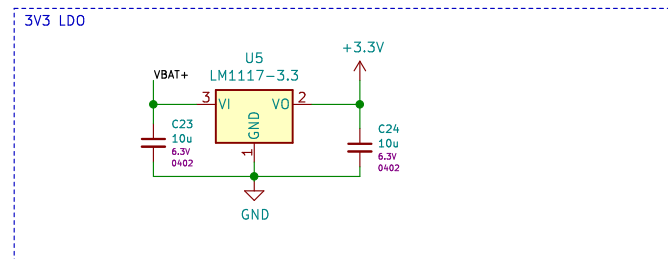 3V3 LDO
+3.3V
U5
LM1117-3.3
VBAT+
3
VI
VO
2
GND
1
C23
10u
6.3V
0402
C24
10u
6.3V
0402
GND